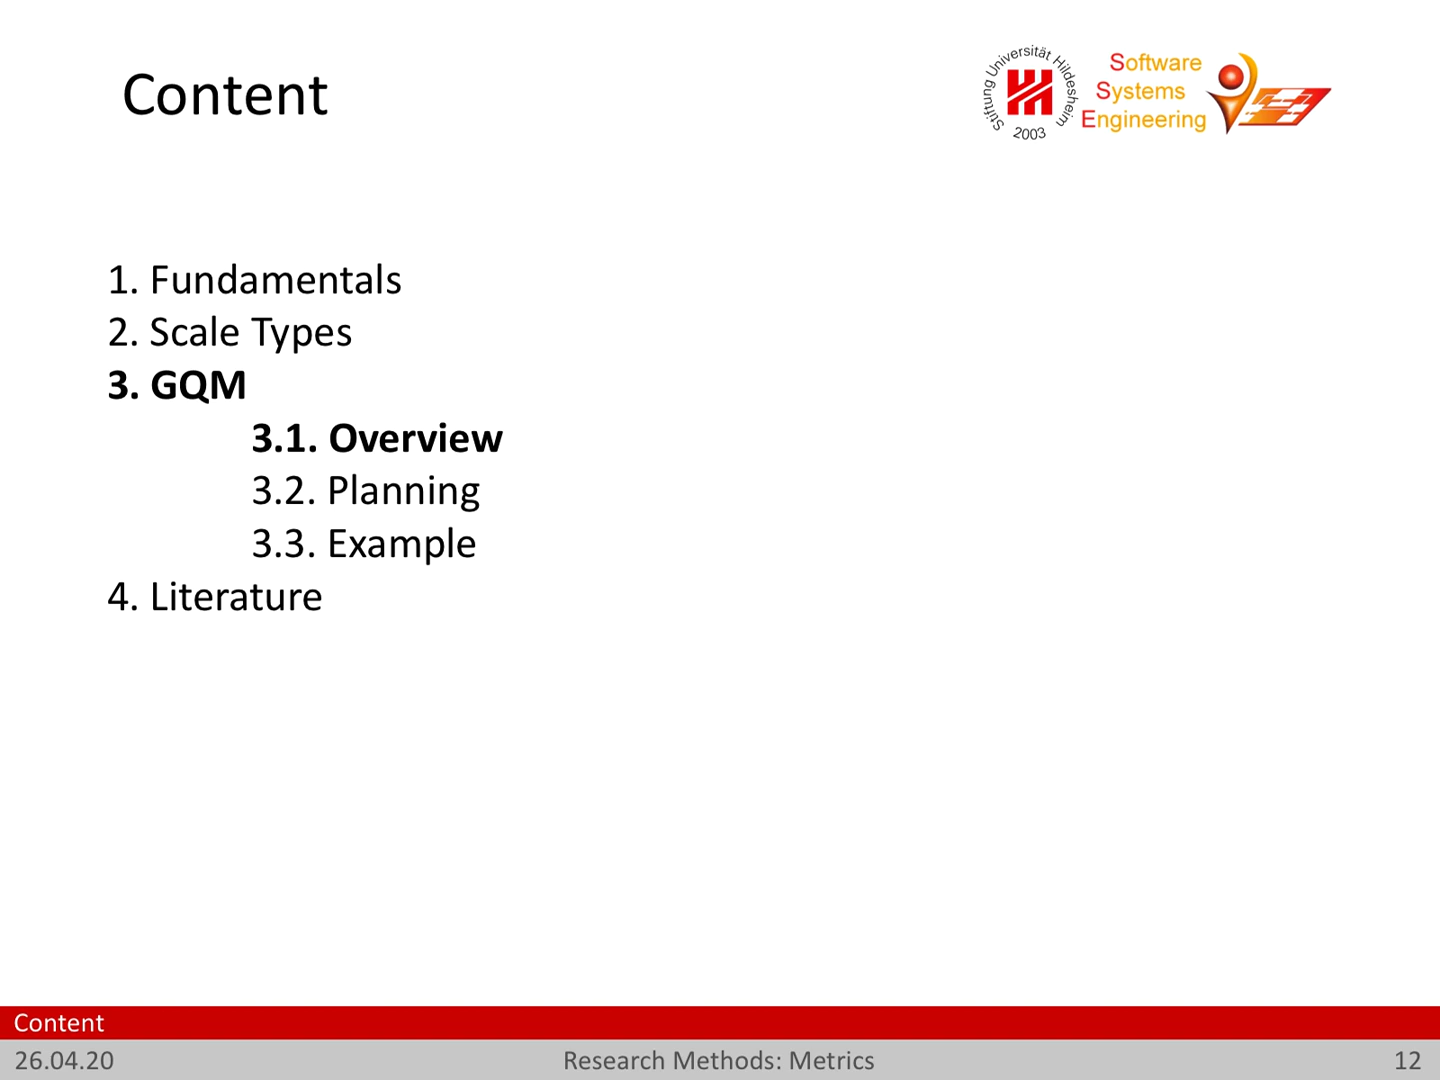 Content
Stiftung Universität Hildesheim
2003
Software
Systems
Engineering
1. Fundamentals
2. Scale Types
3. GQM
3.1. Overview
3.2. Planning
3.3. Example
4. Literature
Content
26.04.20
Research Methods: Metrics
12